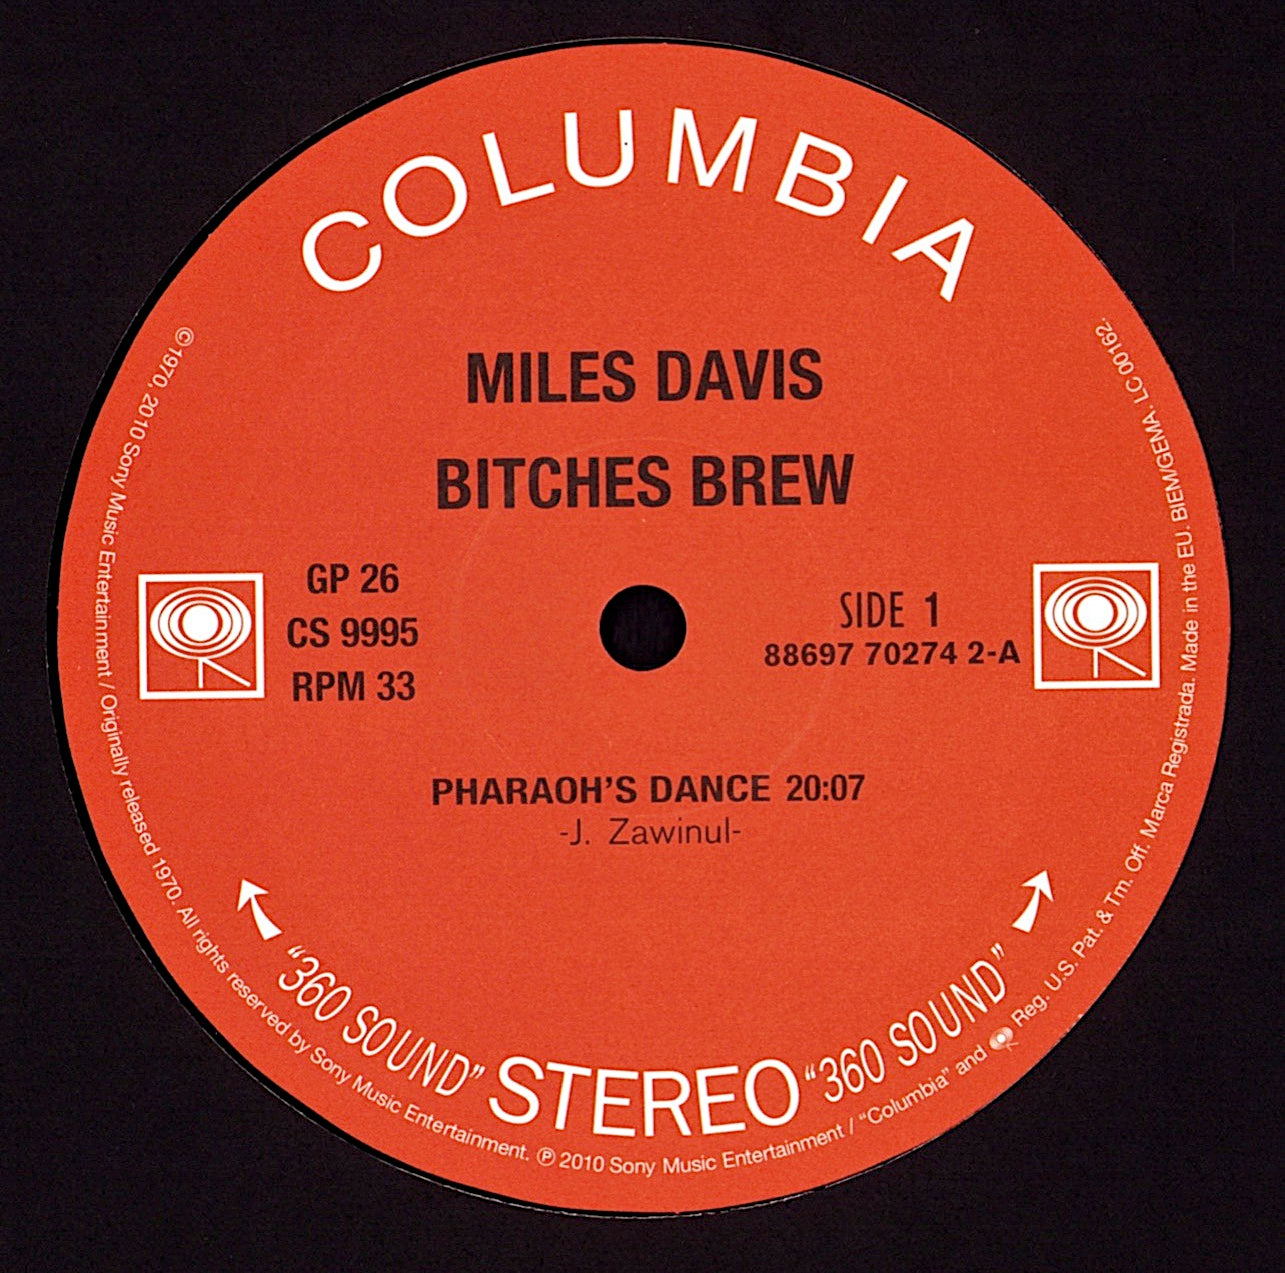 COLUMBIA
MILES DAVIS
BITCHES BREW
GP 26
CS 9995
RPM 33
SIDE 1
88697 70274 2-A
PHARAOH'S DANCE 20:07
-J. Zawinul-
"360 SOUND" STEREO "360 SOUND"
©1970, 2010 Sony Music Entertainment / Originally released 1970. All rights reserved by Sony Music Entertainment. ℗ 2010 Sony Music Entertainment / "Columbia" and Reg. U.S. Pat. & Tm. Off. Marca Registrada. Made in the EU. BIEM/GEMA. LC 00162.